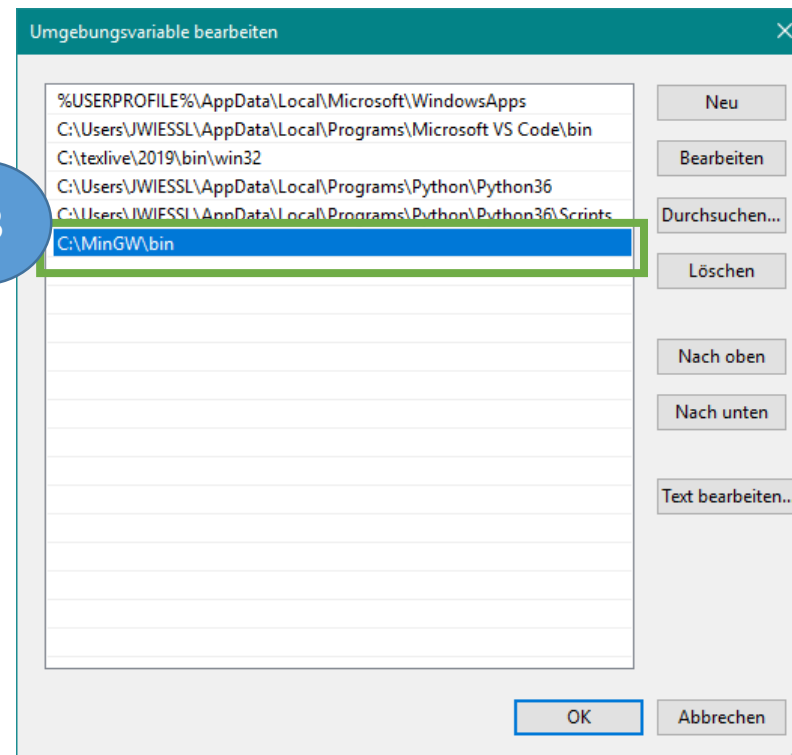 Umgebungsvariable bearbeiten
%USERPROFILE%\AppData\Local\Microsoft\WindowsApps
C:\Users\JWIESSL\AppData\Local\Programs\Microsoft VS Code\bin
C:\texlive\2019\bin\win32
C:\Users\JWIESSL\AppData\Local\Programs\Python\Python36
C:\Users\JWIESSL\AppData\Local\Programs\Python\Python36\Scripts
C:\MinGW\bin
Neu
Bearbeiten
Durchsuchen...
Löschen
Nach oben
Nach unten
Text bearbeiten..
OK
Abbrechen